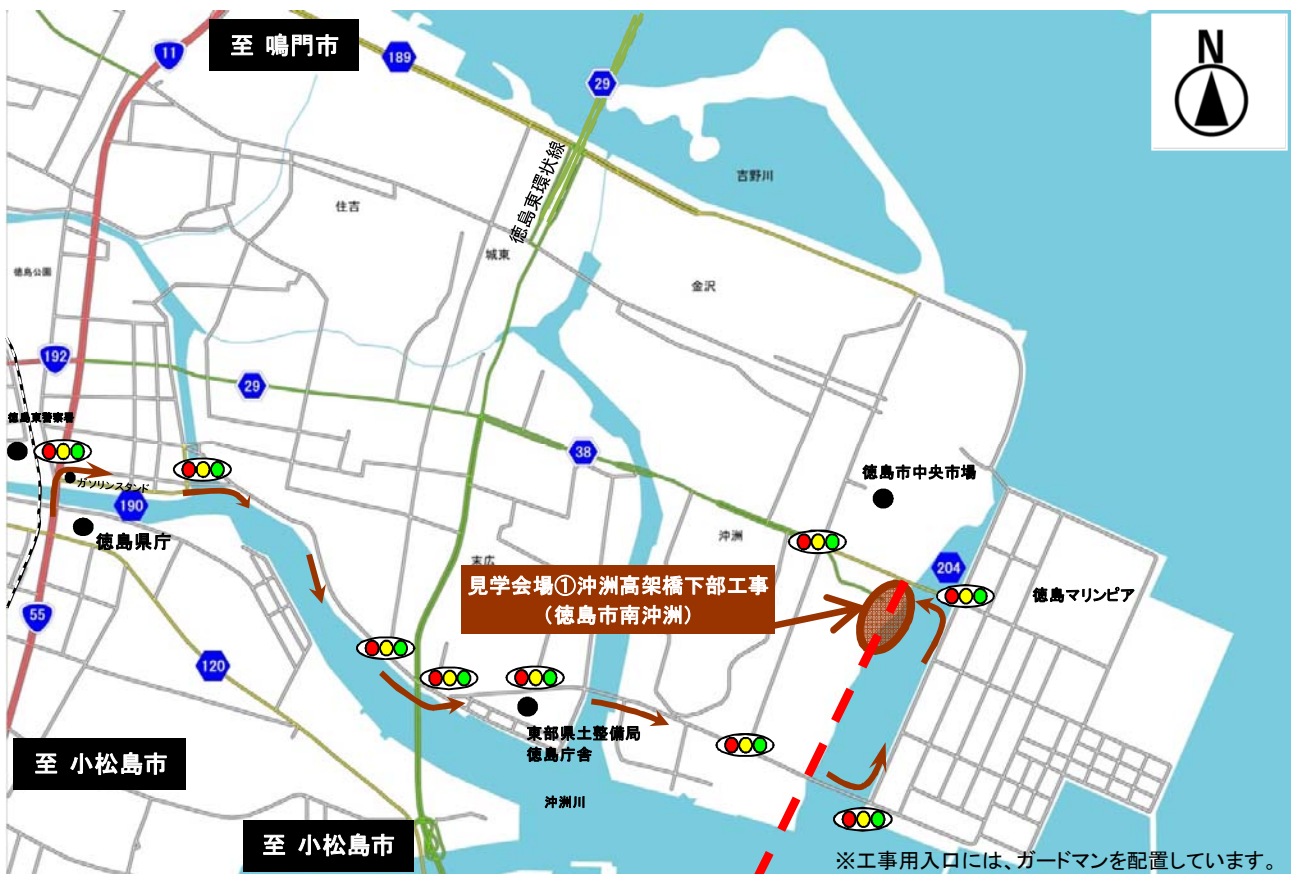 至 鳴門市
N
11
189
29
吉野川
徳島東環状線
住吉
城東
徳島公園
金沢
192
29
徳島東警察署
38
徳島市中央市場
ガソリンスタンド
190
徳島県庁
沖洲
末広
204
見学会場①沖洲高架橋下部工事
(徳島市南沖洲)
徳島マリンピア
55
120
東部県土整備局
徳島庁舎
至 小松島市
沖洲川
至 小松島市
※工事用入口には、ガードマンを配置しています。